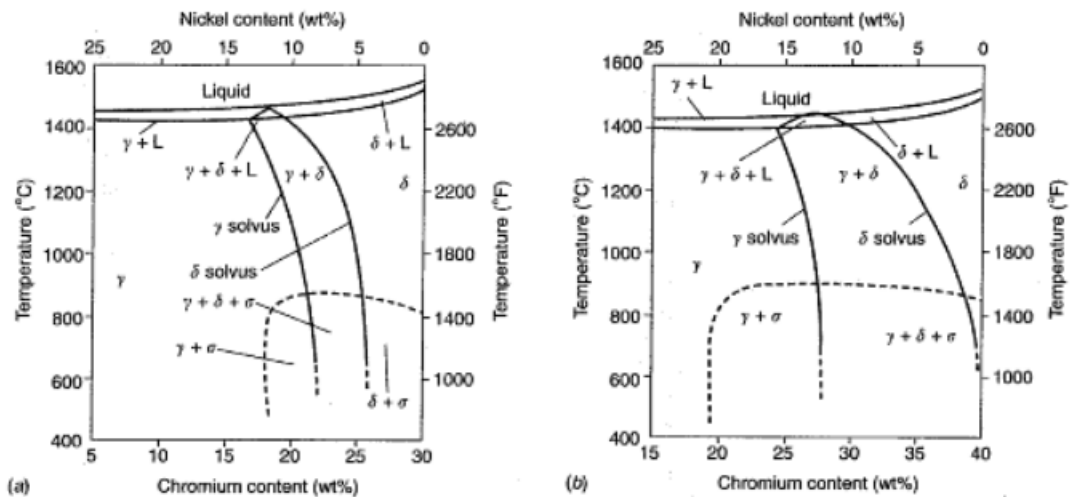 Nickel content (wt%)
25 20 15 10 5 0
1600
1400
1200
1000
800
600
400
Temperature (°C)
2600
2200
1800
1400
1000
Temperature (°F)
Liquid
γ + L
δ + L
γ + δ + L
γ + δ
δ
γ solvus
δ solvus
γ
γ + δ + σ
γ + σ
δ + σ
5 10 15 20 25 30
(a)
Chromium content (wt%)
Nickel content (wt%)
25 20 15 10 5 0
1600
1400
1200
1000
800
600
400
Temperature (°C)
2600
2200
1800
1400
1000
Temperature (°F)
γ + L
Liquid
δ + L
γ + δ + L
γ + δ
δ
γ solvus
δ solvus
γ
γ + σ
γ + δ + σ
15 20 25 30 35 40
(b)
Chromium content (wt%)